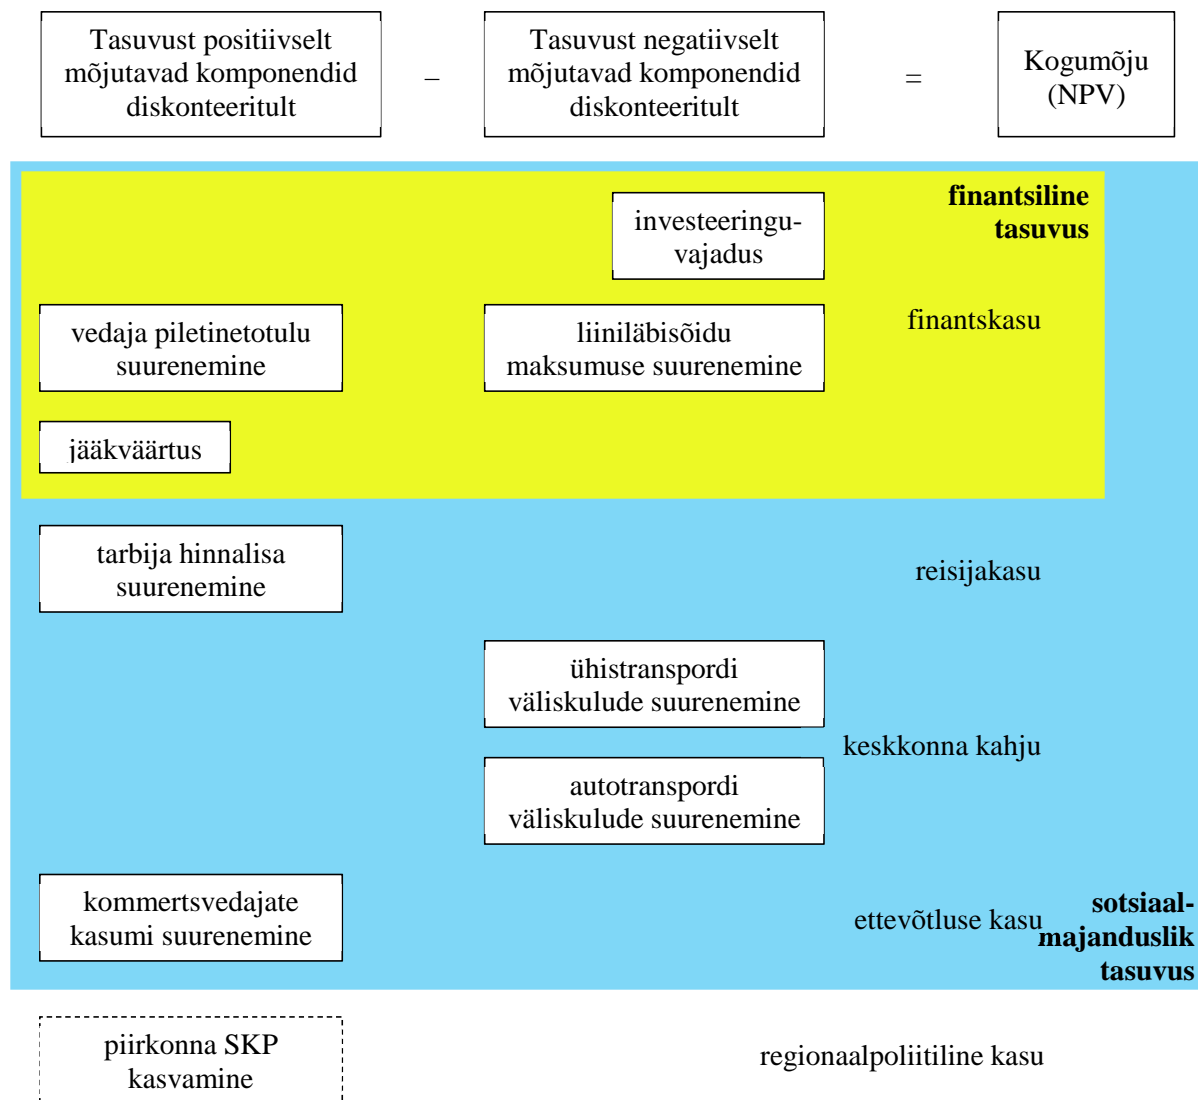 Tasuvust positiivselt
mõjutavad komponendid
diskonteeritult
–
Tasuvust negatiivselt
mõjutavad komponendid
diskonteeritult
=
Kogumõju
(NPV)
finantsiline
tasuvus
investeeringu-
vajadus
vedaja piletinetotulu
suurenemine
liiniläbisõidu
maksumuse suurenemine
finantskasu
jääkväärtus
tarbija hinnalisa
suurenemine
reisijakasu
ühistranspordi
väliskulude suurenemine
keskkonna kahju
autotranspordi
väliskulude suurenemine
kommertsvedajate
kasumi suurenemine
ettevõtluse kasu
sotsiaal-
majanduslik
tasuvus
piirkonna SKP
kasvamine
regionaalpoliitiline kasu